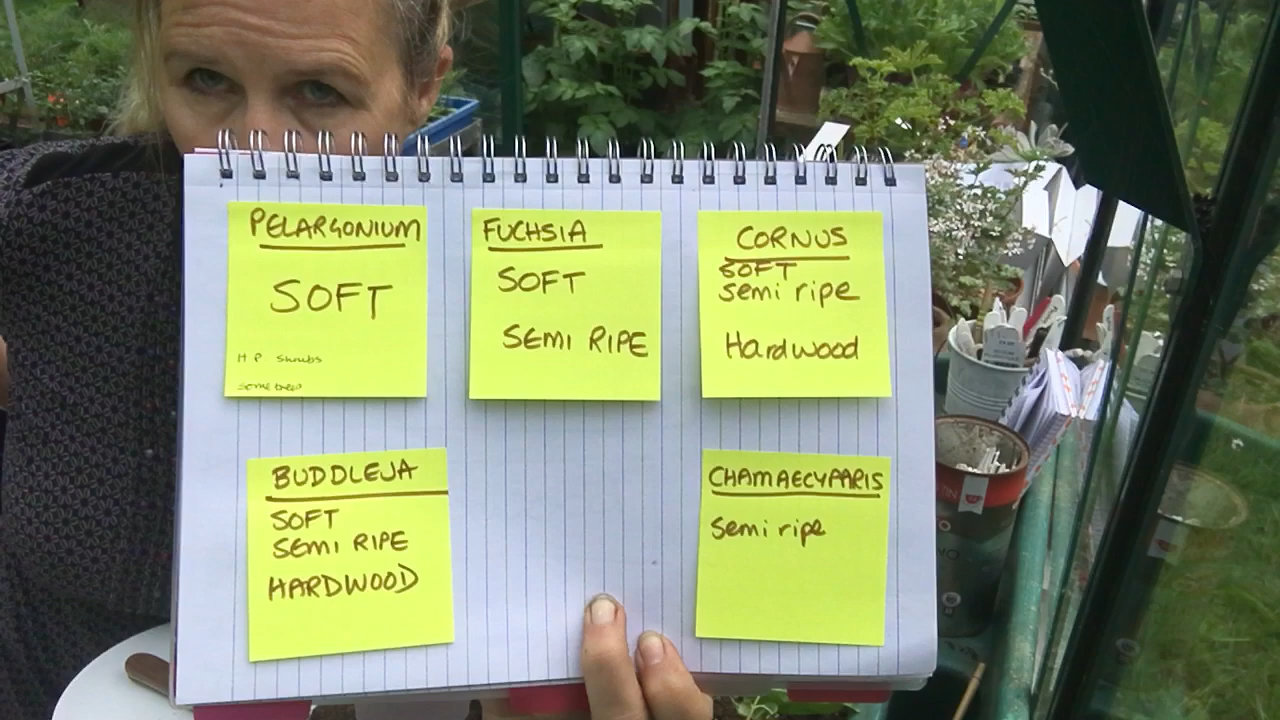 PELARGONIUM
SOFT
H P Shrubs
FUCHSIA
SOFT
SEMI RIPE
CORNUS
SOFT
Semi ripe
Hardwood
BUDDLEJA
SOFT
SEMI RIPE
HARDWOOD
CHAMAECYPARIS
Semi ripe